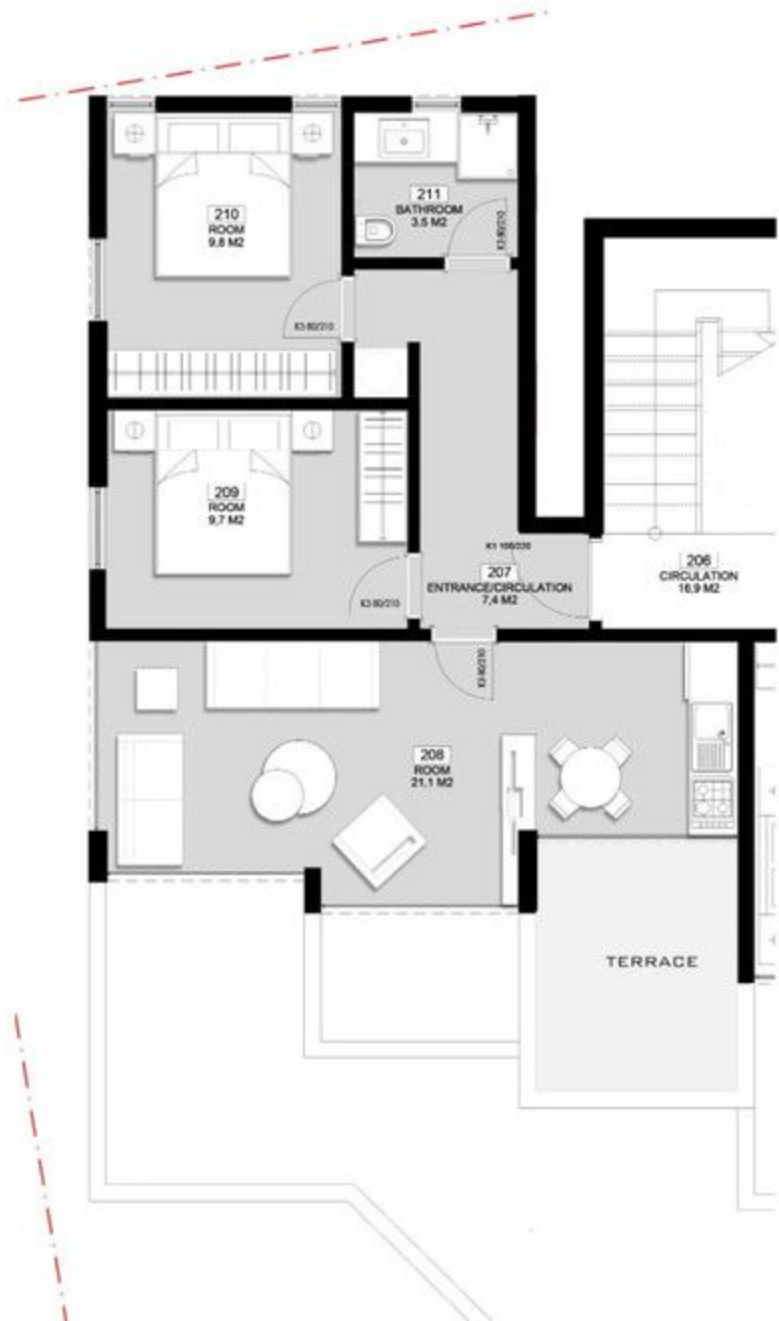 211
BATHROOM
3.5 M2
K3 80/210
210
ROOM
9.8 M2
K3 80/210
209
ROOM
9,7 M2
K3 80/210
K1 100/220
207
ENTRANCE/CIRCULATION
7,4 M2
206
CIRCULATION
16,9 M2
K3 80/210
208
ROOM
21,1 M2
TERRACE